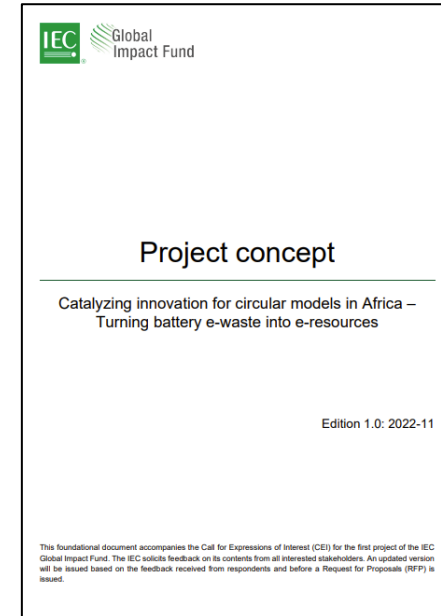 IEC ®
Global
Impact Fund
Project concept
Catalyzing innovation for circular models in Africa –
Turning battery e-waste into e-resources
Edition 1.0: 2022-11
This foundational document accompanies the Call for Expressions of Interest (CEI) for the first project of the IEC
Global Impact Fund. The IEC solicits feedback on its contents from all interested stakeholders. An updated version
will be issued based on the feedback received from respondents and before a Request for Proposals (RFP) is
issued.